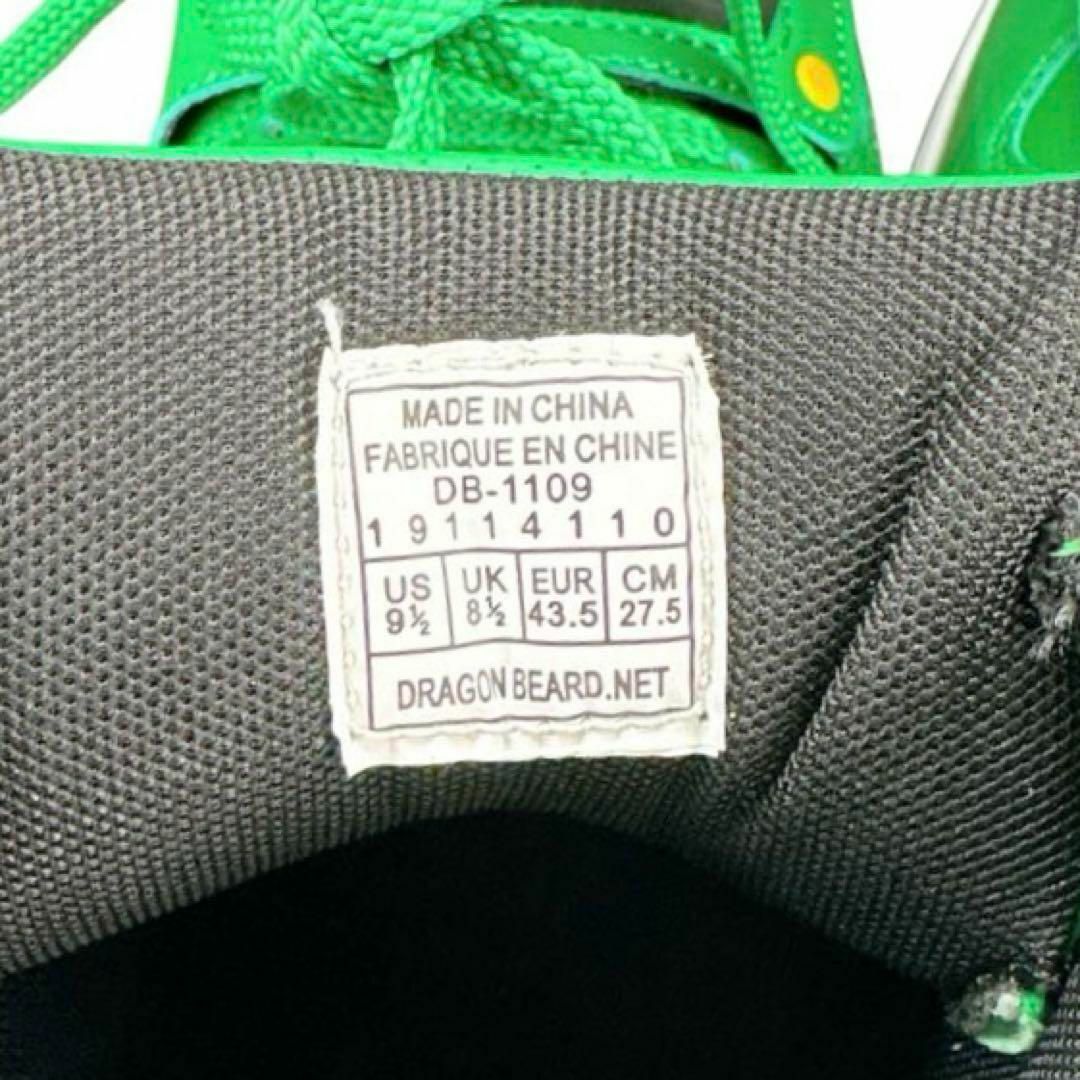 MADE IN CHINA
FABRIQUE EN CHINE
DB-1109
1 9 1 1 4 1 1 0
US UK EUR CM
9½ 8½ 43.5 27.5
DRAGON BEARD.NET